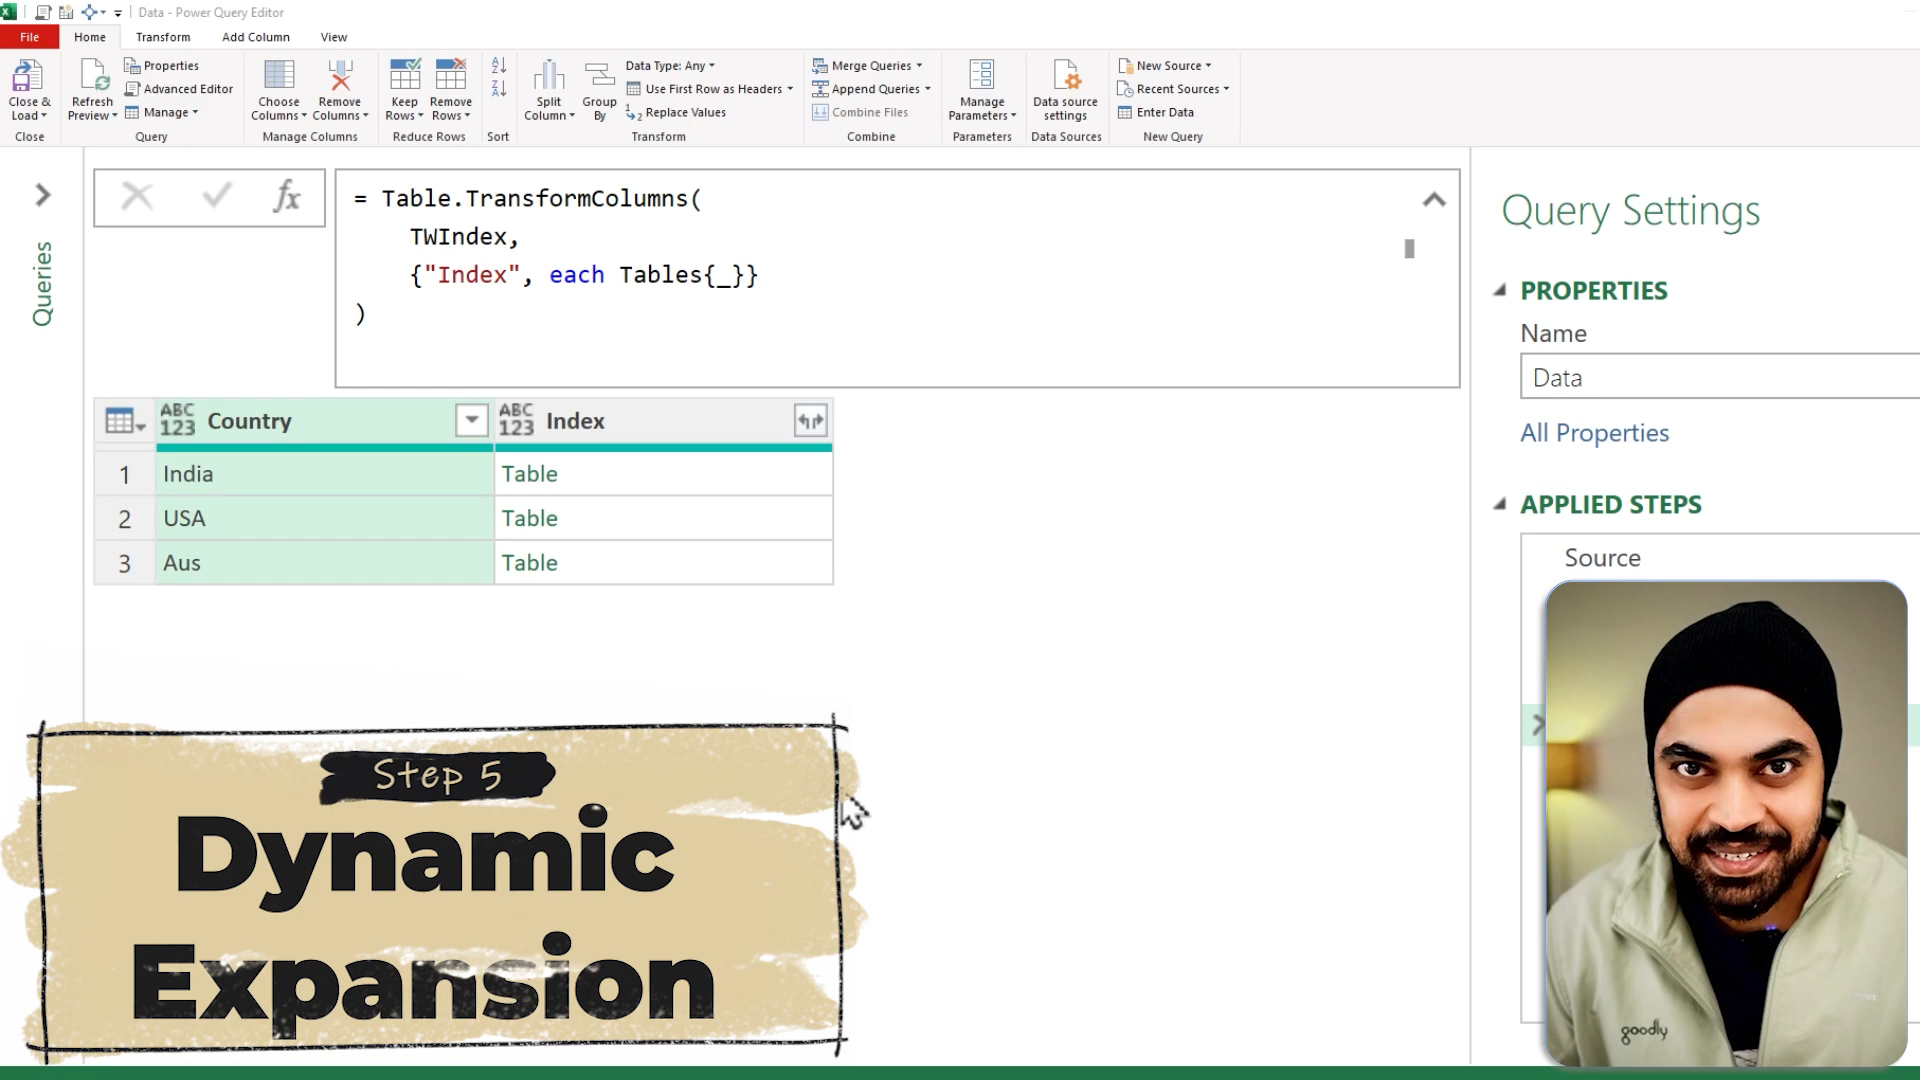 Data - Power Query Editor
File
Home
Transform
Add Column
View
Close & Load
Close
Refresh Preview
Properties
Advanced Editor
Manage
Query
Choose Columns
Remove Columns
Manage Columns
Keep Rows
Remove Rows
Reduce Rows
Sort
Split Column
Group By
Data Type: Any
Use First Row as Headers
Replace Values
Transform
Merge Queries
Append Queries
Combine Files
Combine
Manage Parameters
Parameters
Data source settings
Data Sources
New Source
Recent Sources
Enter Data
New Query
Queries
fx
= Table.TransformColumns(
TWIndex,
{"Index", each Tables{_}}
)
ABC 123 Country ABC 123 Index
1 India Table
2 USA Table
3 Aus Table
Query Settings
PROPERTIES
Name
Data
All Properties
APPLIED STEPS
Source
Step 5
Dynamic
Expansion
goodly